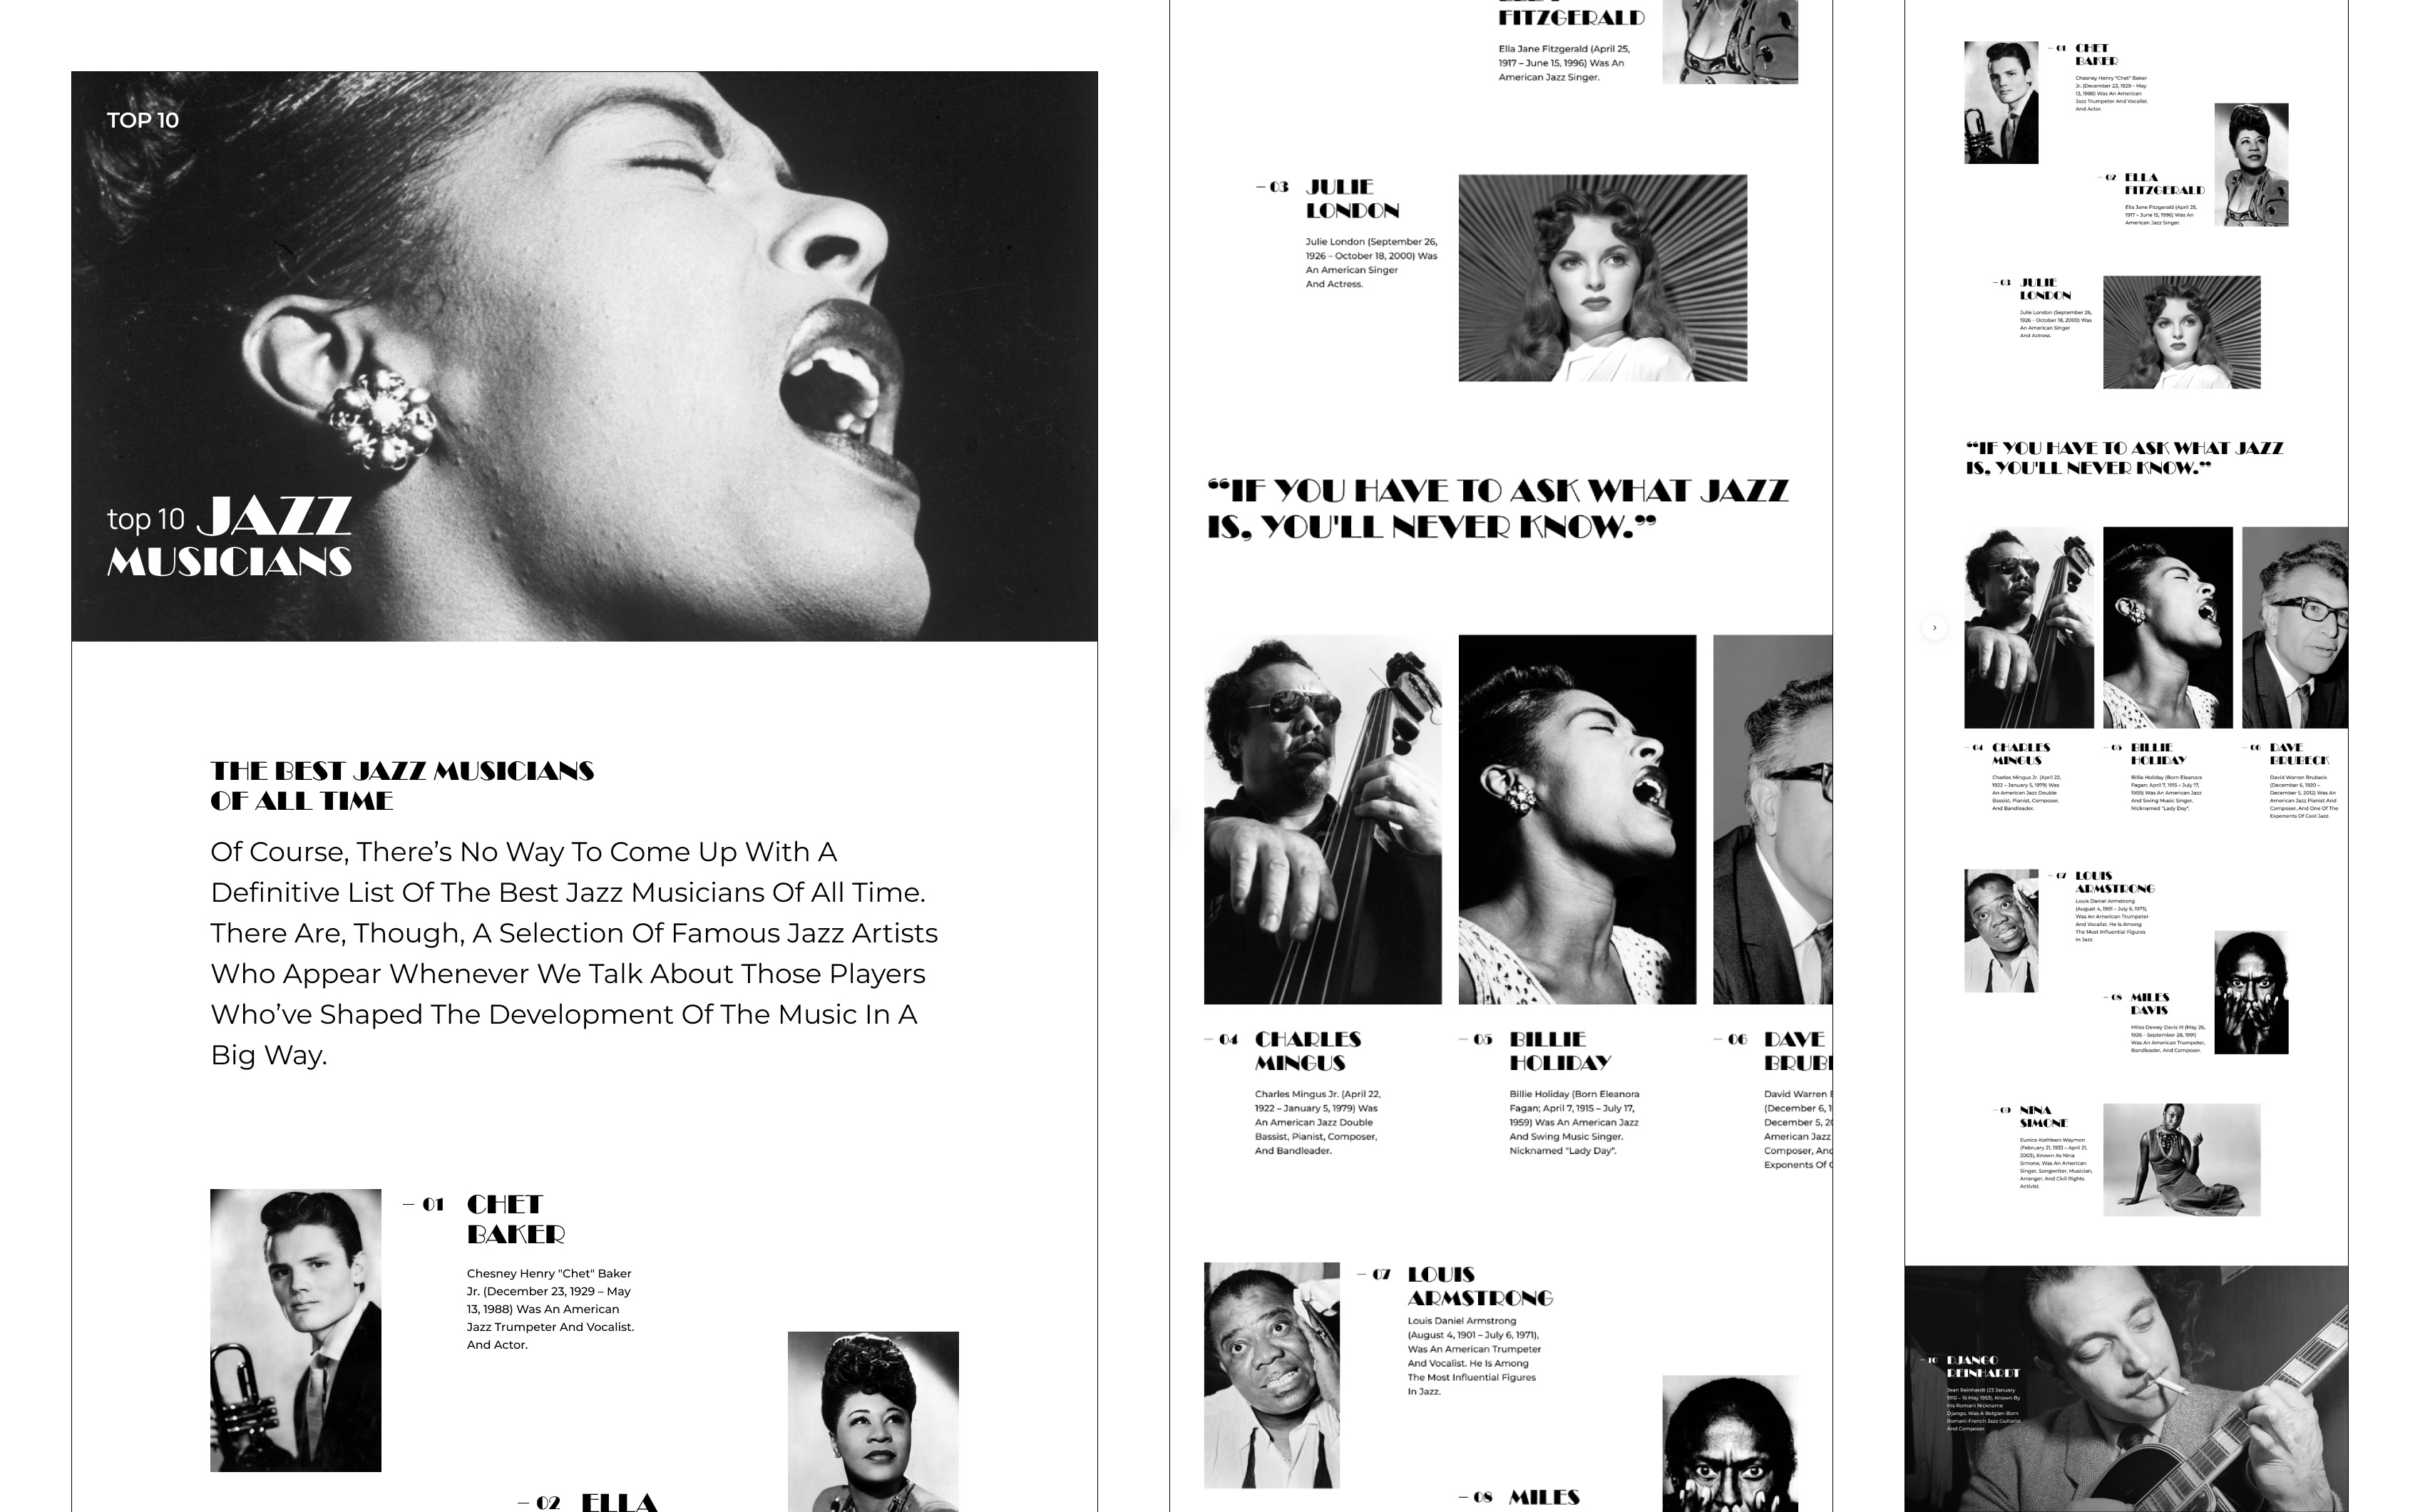 TOP 10
top 10 JAZZ
MUSICIANS
THE BEST JAZZ MUSICIANS
OF ALL TIME
Of Course, There’s No Way To Come Up With A
Definitive List Of The Best Jazz Musicians Of All Time.
There Are, Though, A Selection Of Famous Jazz Artists
Who Appear Whenever We Talk About Those Players
Who’ve Shaped The Development Of The Music In A
Big Way.
— 01 CHET
BAKER
Chesney Henry "Chet" Baker
Jr. (December 23, 1929 – May
13, 1988) Was An American
Jazz Trumpeter And Vocalist.
And Actor.
— 02 ELLA
FITZGERALD
Ella Jane Fitzgerald (April 25,
1917 – June 15, 1996) Was An
American Jazz Singer.
— 03 JULIE
LONDON
Julie London (September 26,
1926 – October 18, 2000) Was
An American Singer
And Actress.
“IF YOU HAVE TO ASK WHAT JAZZ
IS, YOU'LL NEVER KNOW.”
— 04 CHARLES
MINGUS
Charles Mingus Jr. (April 22,
1922 – January 5, 1979) Was
An American Jazz Double
Bassist, Pianist, Composer,
And Bandleader.
— 05 BILLIE
HOLIDAY
Billie Holiday (Born Eleanora
Fagan; April 7, 1915 – July 17,
1959) Was An American Jazz
And Swing Music Singer.
Nicknamed "Lady Day".
— 06 DAVE
David Warren
(December 6,
December 5,
American Jazz
Composer,
Exponents Of
— 07 LOUIS
ARMSTRONG
Louis Daniel Armstrong
(August 4, 1901 – July 6, 1971),
Was An American Trumpeter
And Vocalist. He Is Among
The Most Influential Figures
In Jazz.
— 08 MILES
— 01 CHET
BAKER
Chesney Henry "Chet" Baker
Jr. (December 23, 1929 – May
13, 1988) Was An American
Jazz Trumpeter And Vocalist.
And Actor.
— 02 ELLA
FITZGERALD
Ella Jane Fitzgerald (April 25,
1917 – June 15, 1996) Was An
American Jazz Singer.
— 03 JULIE
LONDON
Julie London (September 26,
1926 – October 18, 2000) Was
An American Singer
And Actress.
“IF YOU HAVE TO ASK WHAT JAZZ
IS, YOU'LL NEVER KNOW.”
— 04 CHARLES
MINGUS
Charles Mingus Jr. (April 22,
1922 – January 5, 1979) Was
An American Jazz Double
Bassist, Pianist, Composer,
And Bandleader.
— 05 BILLIE
HOLIDAY
Billie Holiday (Born Eleanora
Fagan; April 7, 1915 – July 17,
1959) Was An American Jazz
And Swing Music Singer.
Nicknamed "Lady Day".
— 06 DAVE
BRUBECK
David Warren Brubeck
(December 6, 1920 –
December 5, 2012) Was An
American Jazz Pianist And
Composer, And One Of The
Exponents Of Cool Jazz.
— 07 LOUIS
ARMSTRONG
Louis Daniel Armstrong
(August 4, 1901 – July 6, 1971),
Was An American Trumpeter
And Vocalist. He Is Among
The Most Influential Figures
In Jazz.
— 08 MILES
DAVIS
Miles Dewey Davis III (May 26,
1926 – September 28, 1991)
Was An American Trumpeter,
Bandleader, And Composer.
— 09 NINA
SIMONE
Eunice Kathleen Waymon
(February 21, 1933 – April 21,
2003), Known As Nina
Simone, Was An American
Singer, Songwriter, Musician,
Arranger, And Civil Rights
Activist.
— 10 DJANGO
REINHARDT
Jean Reinhardt (23 January
1910 – 16 May 1953), Known By
His Romani Nickname
Django, Was A Belgian-Born
Romani-French Jazz Guitarist
And Composer.